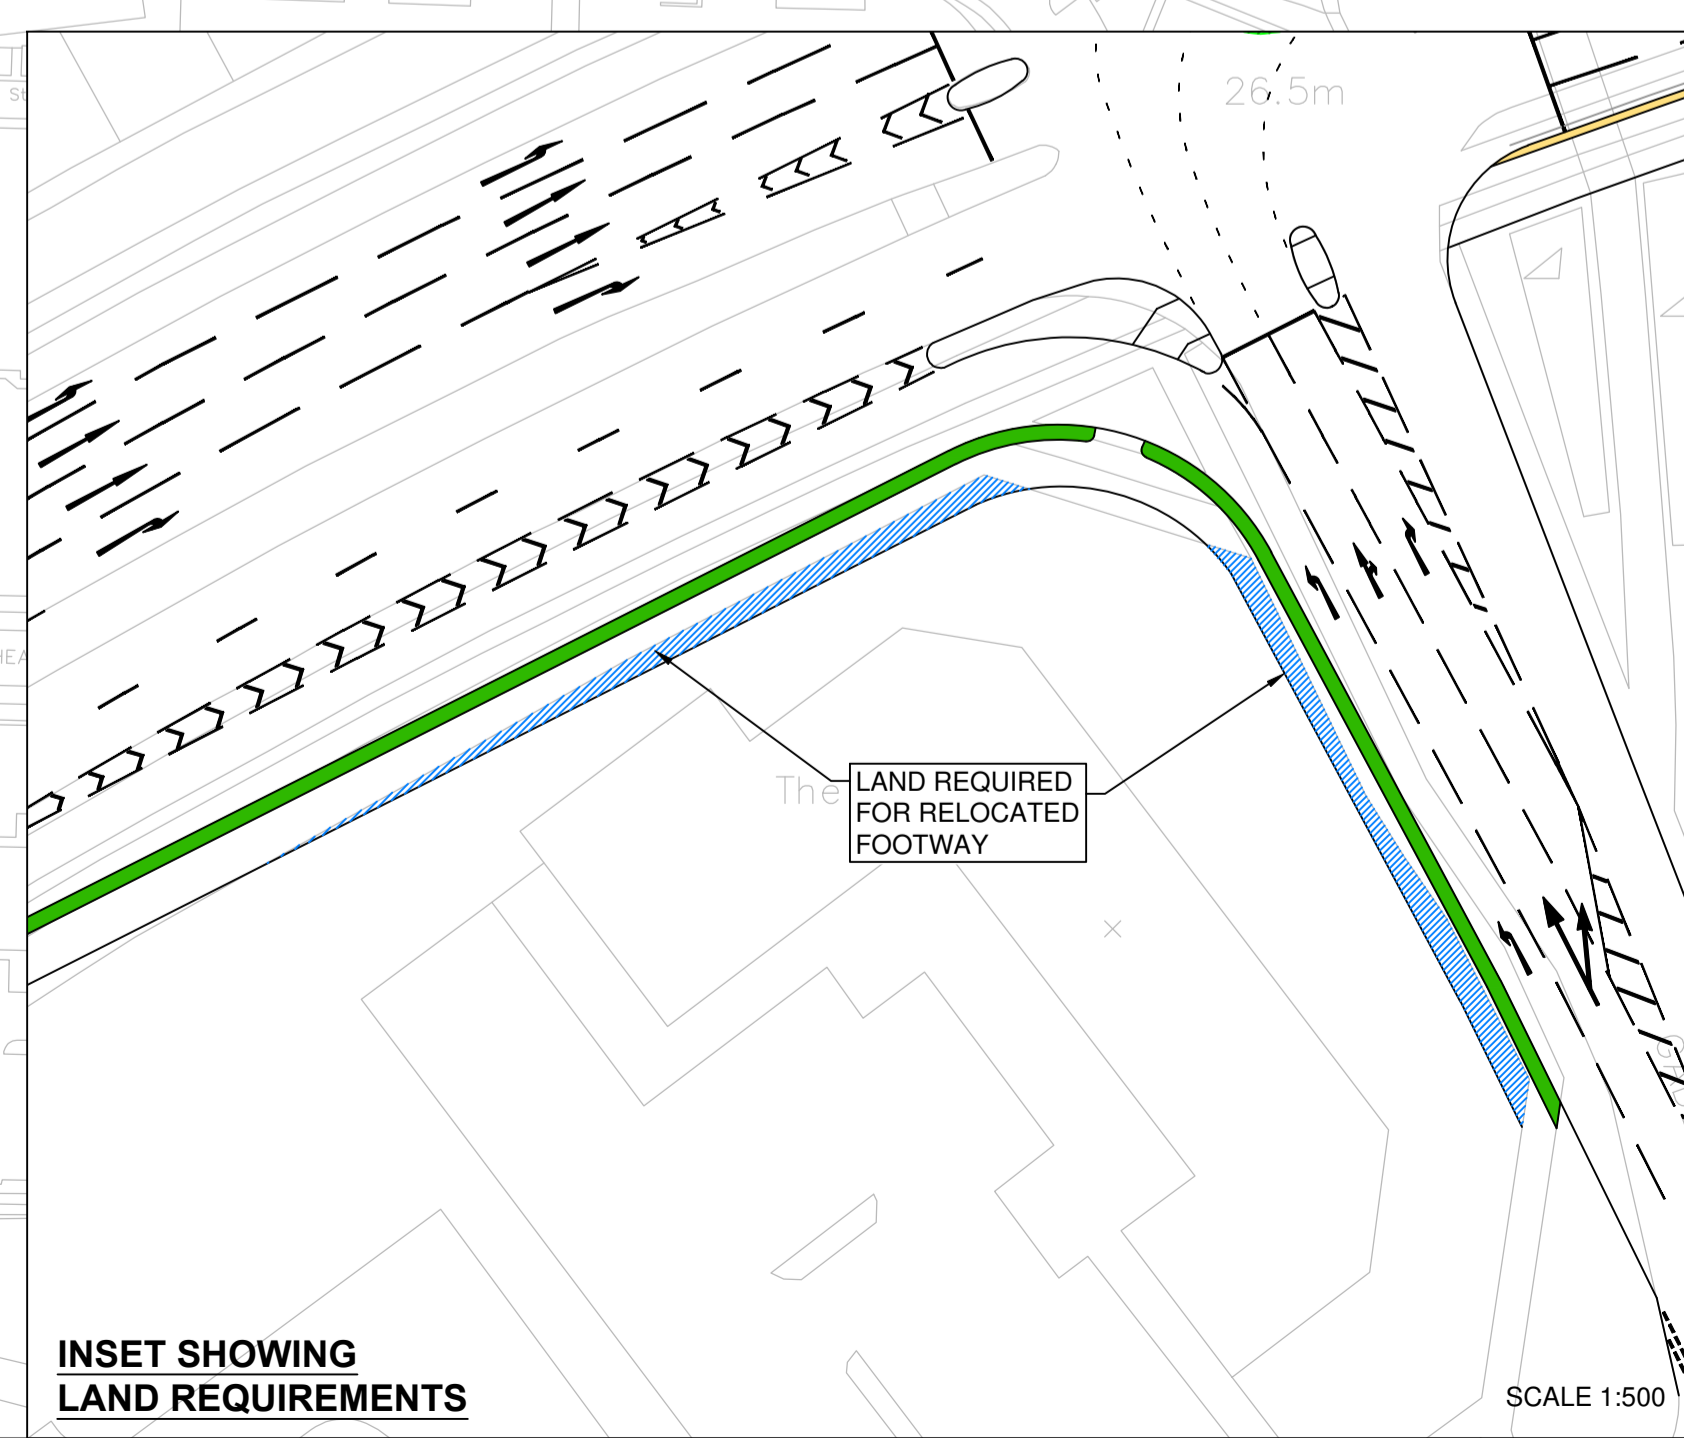 26.5m
The
LAND REQUIRED
FOR RELOCATED
FOOTWAY
INSET SHOWING
LAND REQUIREMENTS
SCALE 1:500